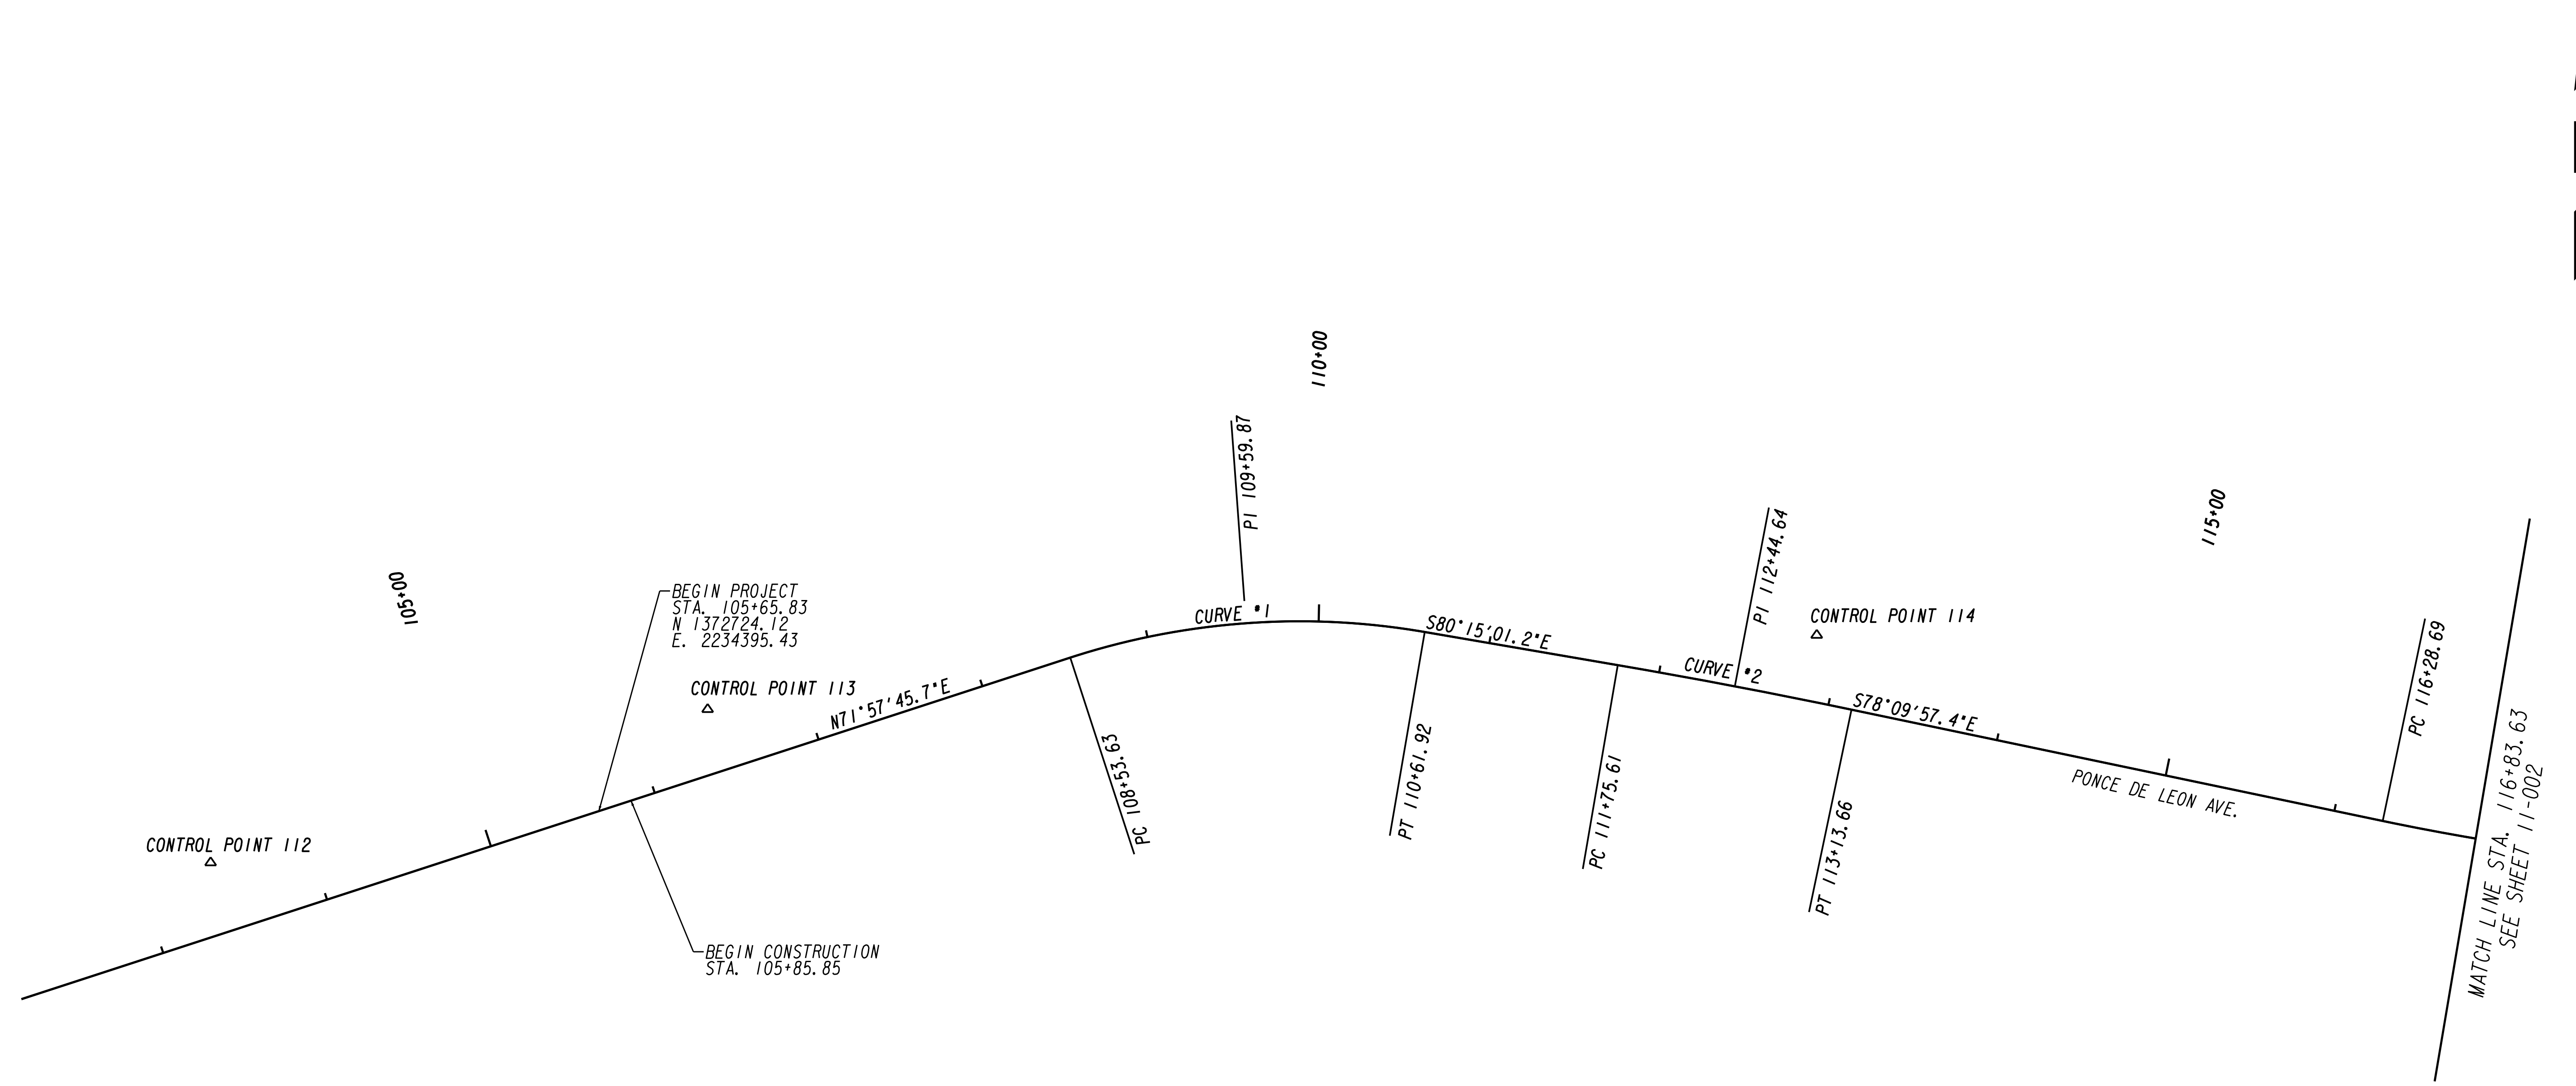 105+00
110+00
115+00
BEGIN PROJECT
STA. 105+65.83
N 1372724.12
E. 2234395.43
CONTROL POINT 112
CONTROL POINT 113
CONTROL POINT 114
BEGIN CONSTRUCTION
STA. 105+85.85
N71°57'45.7"E
PC 108+53.63
PI 109+59.87
CURVE #1
PT 110+61.92
S80°15'01.2"E
PC 111+75.61
PI 112+44.64
CURVE #2
PT 113+13.66
S78°09'57.4"E
PONCE DE LEON AVE.
PC 116+28.69
MATCH LINE STA. 116+83.63
SEE SHEET 11-002